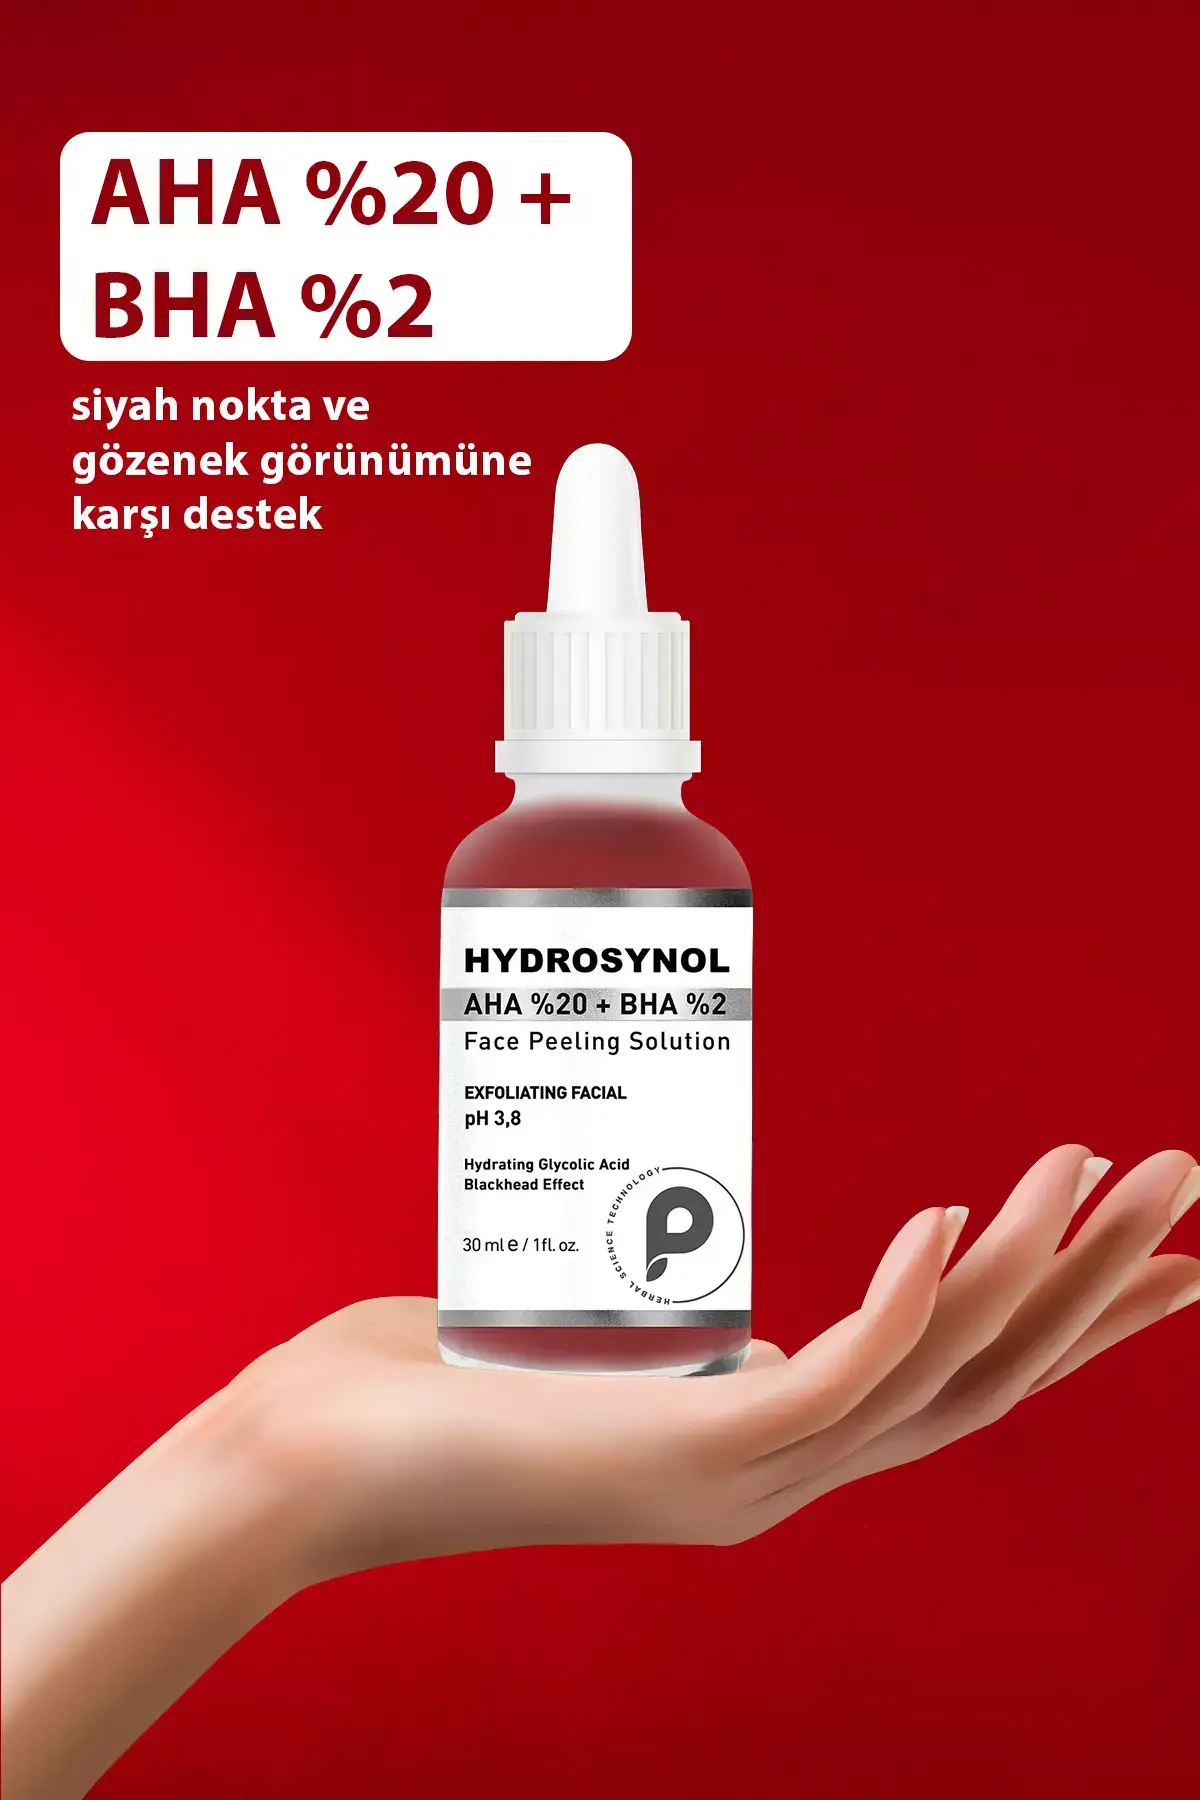 AHA %20 +
BHA %2
siyah nokta ve
gözenek görünümüne
karşı destek
HYDROSYNOL
AHA %20 + BHA %2
Face Peeling Solution
EXFOLIATING FACIAL
pH 3,8
Hydrating Glycolic Acid
Blackhead Effect
30 ml e / 1fl. oz.
HERBAL SCIENCE TECHNOLOGY